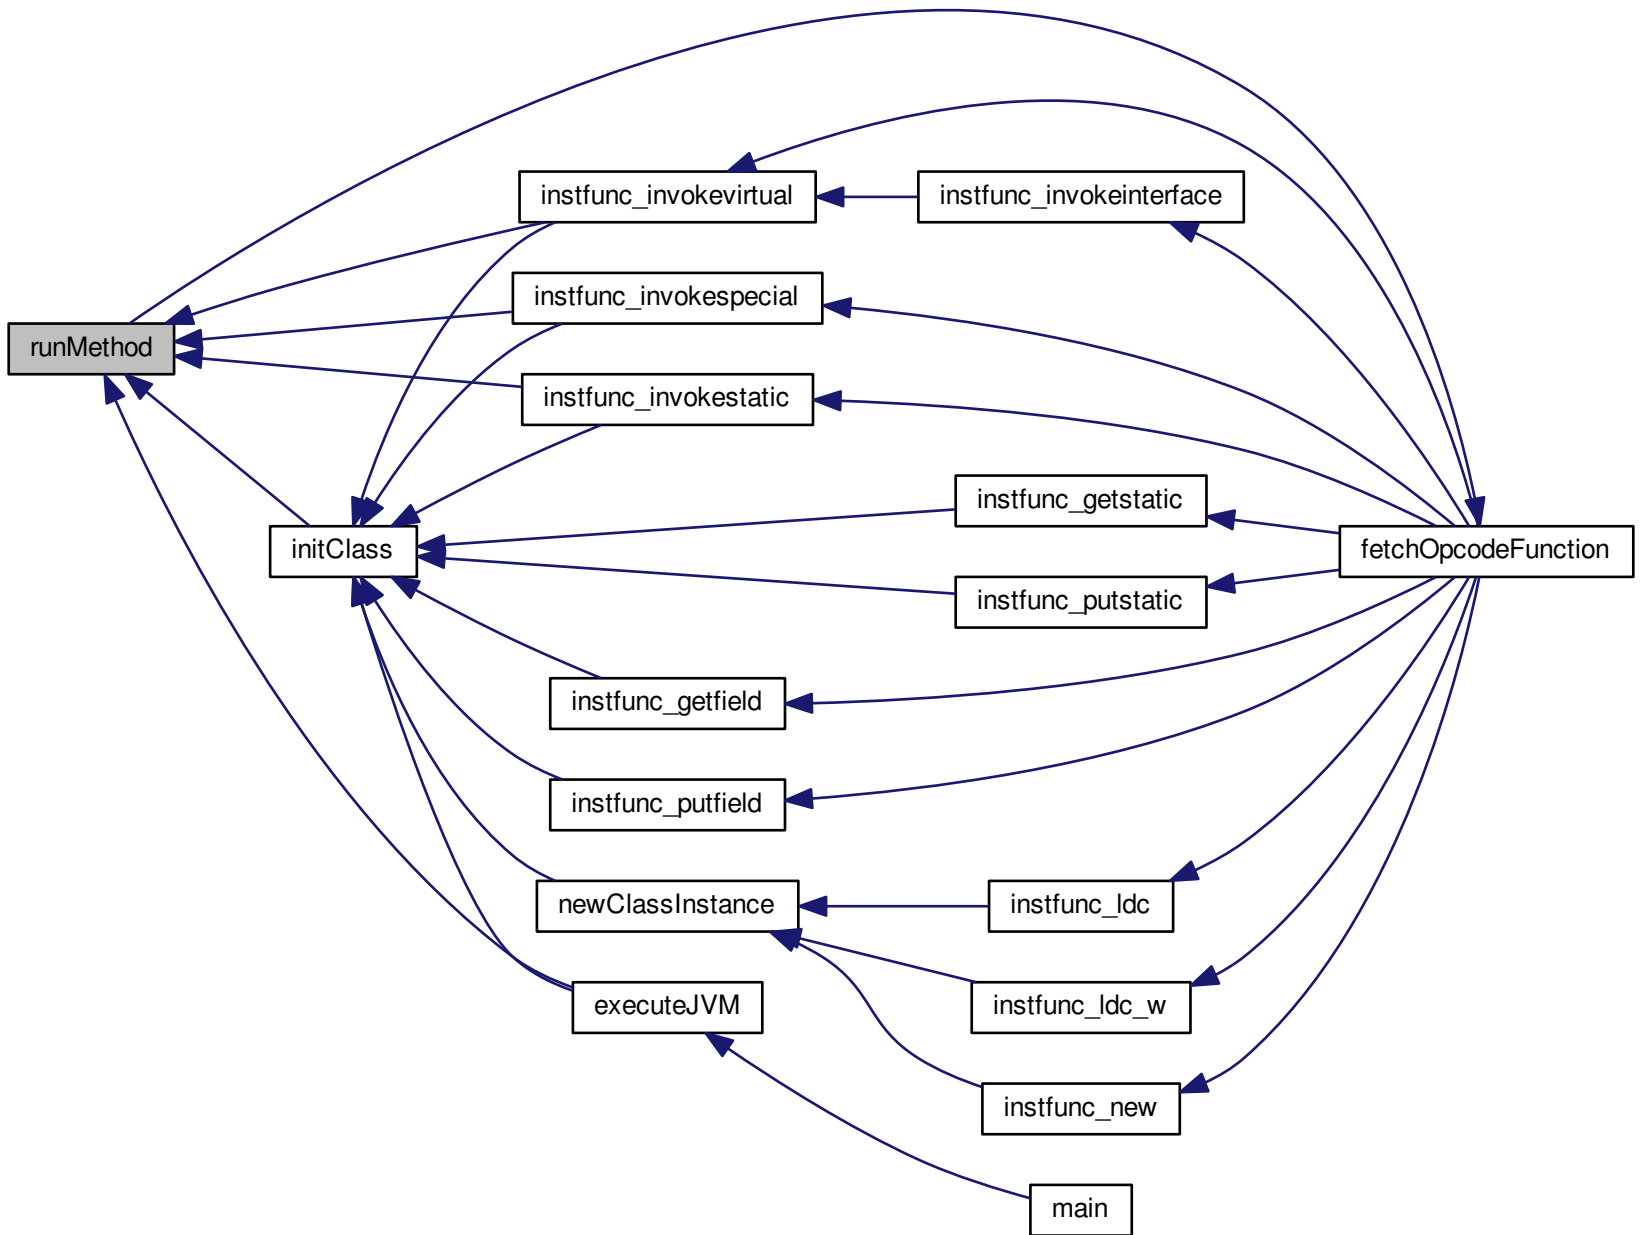 runMethod
instfunc_invokevirtual
instfunc_invokeinterface
instfunc_invokespecial
instfunc_invokestatic
initClass
instfunc_getstatic
instfunc_putstatic
fetchOpcodeFunction
instfunc_getfield
instfunc_putfield
newClassInstance
instfunc_ldc
executeJVM
instfunc_ldc_w
instfunc_new
main